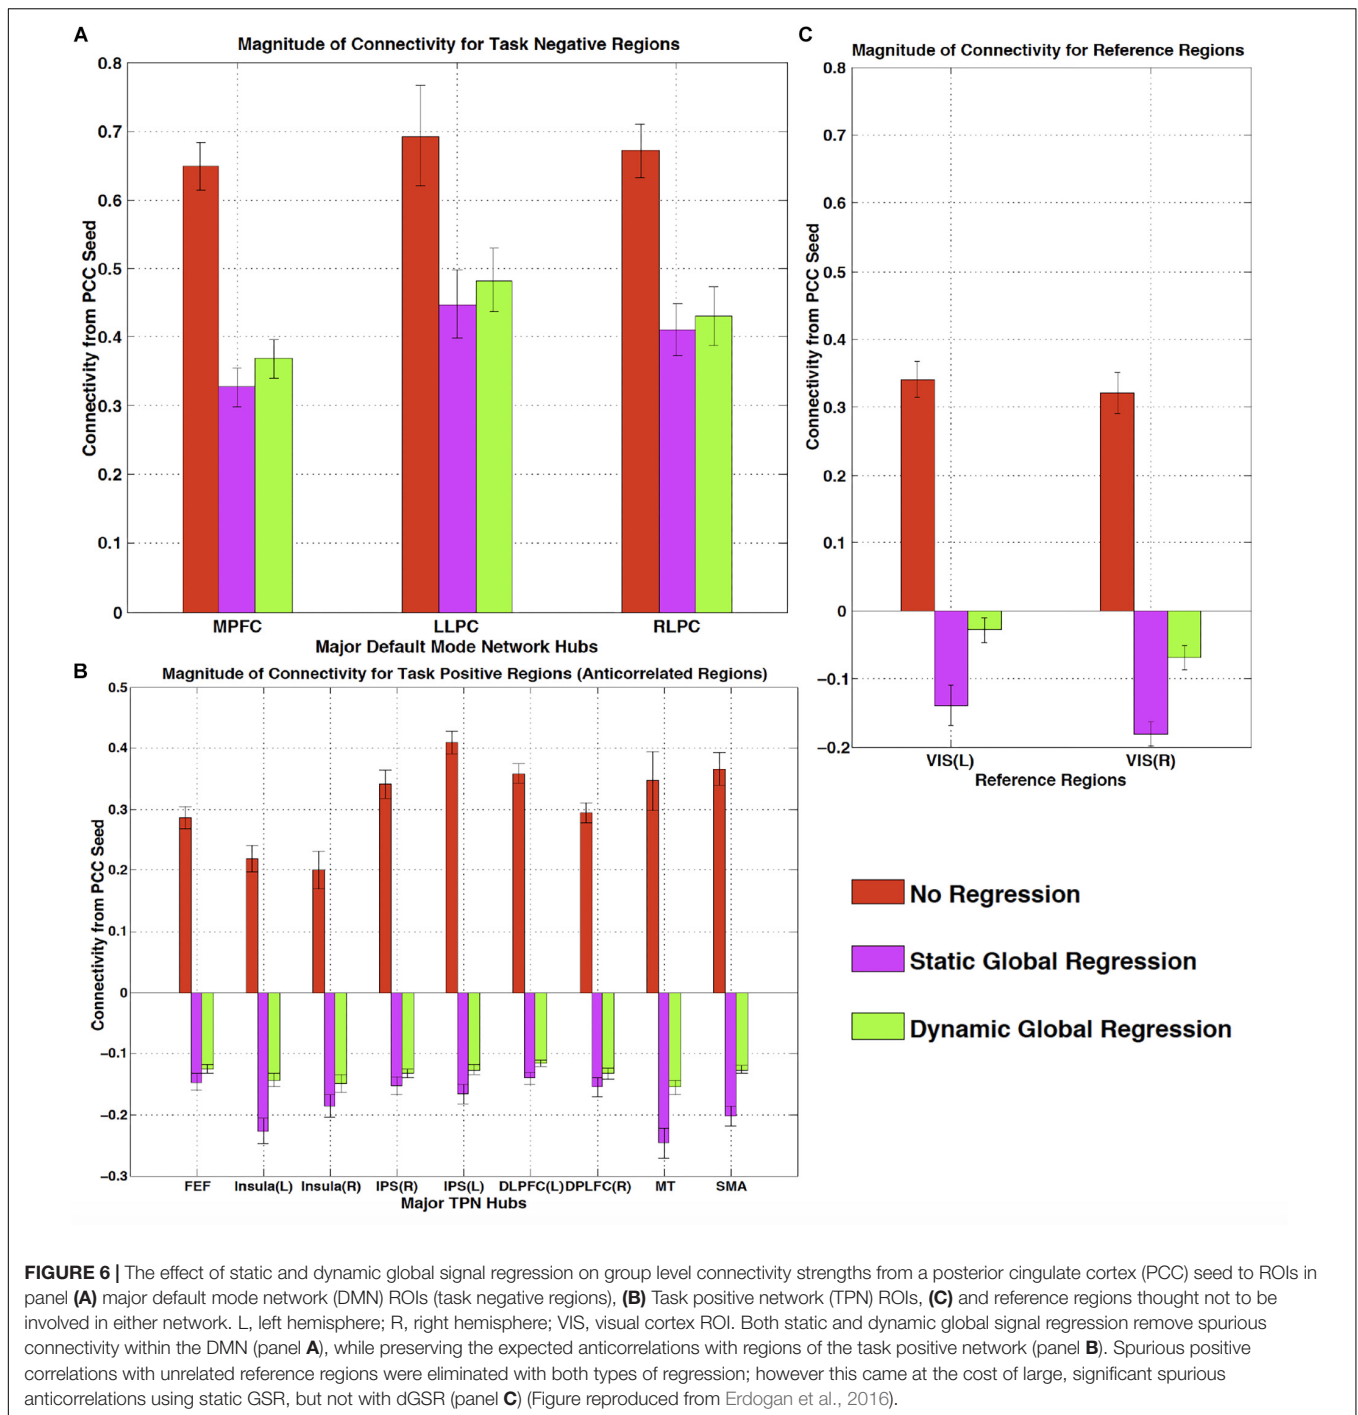 A
Magnitude of Connectivity for Task Negative Regions
0.8
0.7
0.6
0.5
0.4
0.3
0.2
0.1
0
Connectivity from PCC Seed
MPFC LLPC RLPC
Major Default Mode Network Hubs
B
Magnitude of Connectivity for Task Positive Regions (Anticorrelated Regions)
0.5
0.4
0.3
0.2
0.1
0
−0.1
−0.2
−0.3
Connectivity from PCC Seed
FEF Insula(L) Insula(R) IPS(R) IPS(L) DLPFC(L) DPLFC(R) MT SMA
Major TPN Hubs
C
Magnitude of Connectivity for Reference Regions
0.8
0.7
0.6
0.5
0.4
0.3
0.2
0.1
0
−0.1
−0.2
Connectivity from PCC Seed
VIS(L) VIS(R)
Reference Regions
No Regression
Static Global Regression
Dynamic Global Regression
FIGURE 6 | The effect of static and dynamic global signal regression on group level connectivity strengths from a posterior cingulate cortex (PCC) seed to ROIs in
panel (A) major default mode network (DMN) ROIs (task negative regions), (B) Task positive network (TPN) ROIs, (C) and reference regions thought not to be
involved in either network. L, left hemisphere; R, right hemisphere; VIS, visual cortex ROI. Both static and dynamic global signal regression remove spurious
connectivity within the DMN (panel A), while preserving the expected anticorrelations with regions of the task positive network (panel B). Spurious positive
correlations with unrelated reference regions were eliminated with both types of regression; however this came at the cost of large, significant spurious
anticorrelations using static GSR, but not with dGSR (panel C) (Figure reproduced from Erdogan et al., 2016).